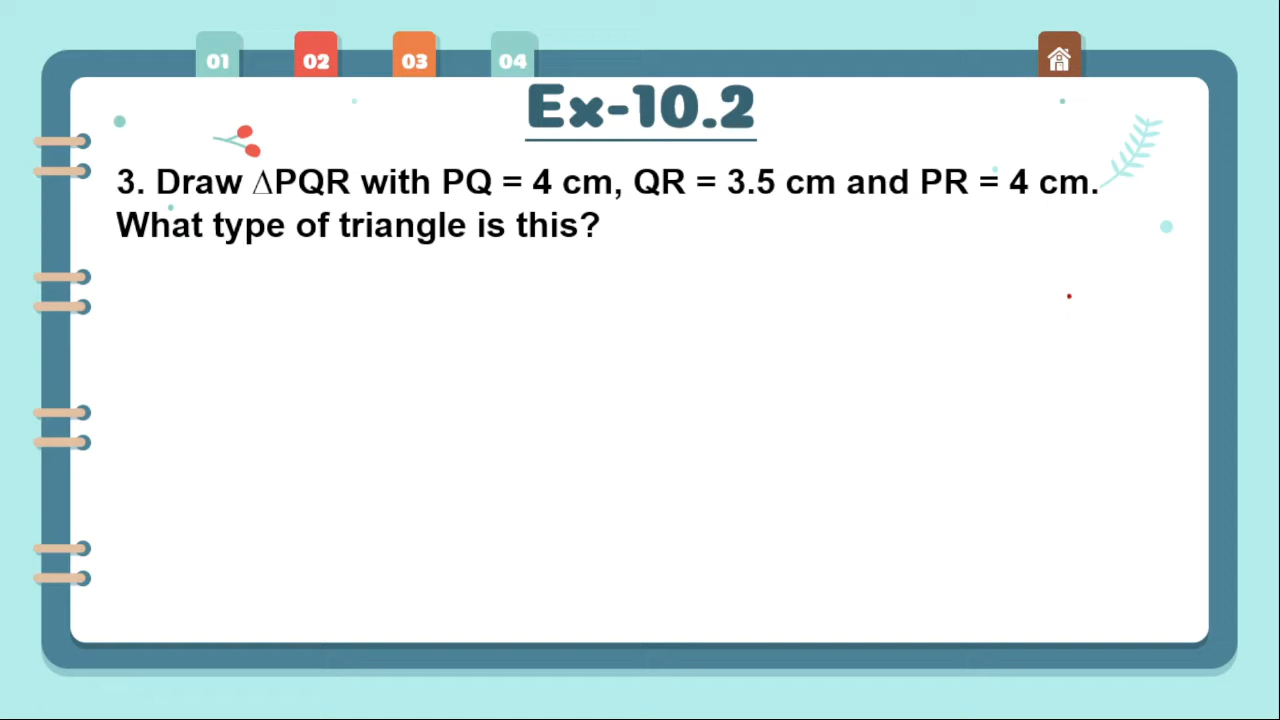 01 02 03 04
Ex-10.2
3. Draw ∆PQR with PQ = 4 cm, QR = 3.5 cm and PR = 4 cm.
What type of triangle is this?